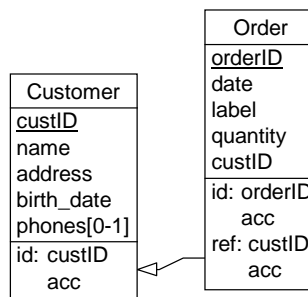 Customer
custID
name
address
birth_date
phones[0-1]
id: custID
acc
Order
orderID
date
label
quantity
custID
id: orderID
acc
ref: custID
acc